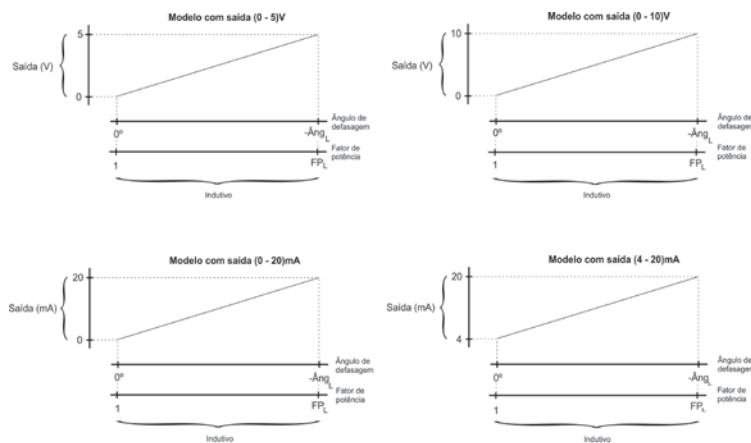 Modelo com saída (0 - 5)V
5
Saída (V)
0
0º
-Âng L
Ângulo de
defasagem
1
FP L
Fator de
potência
Indutivo
Modelo com saída (0 - 10)V
10
Saída (V)
0
0º
-Âng L
Ângulo de
defasagem
1
FP L
Fator de
potência
Indutivo
Modelo com saída (0 - 20)mA
20
Saída (mA)
0
0º
-Âng L
Ângulo de
defasagem
1
FP L
Fator de
potência
Indutivo
Modelo com saída (4 - 20)mA
20
Saída (mA)
4
0º
-Âng L
Ângulo de
defasagem
1
FP L
Fator de
potência
Indutivo